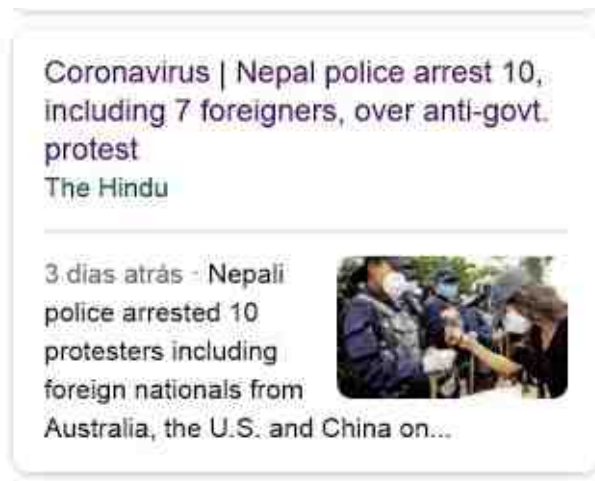 Coronavirus | Nepal police arrest 10,
including 7 foreigners, over anti-govt.
protest
The Hindu
3 dias atrás · Nepali
police arrested 10
protesters including
foreign nationals from
Australia, the U.S. and China on...